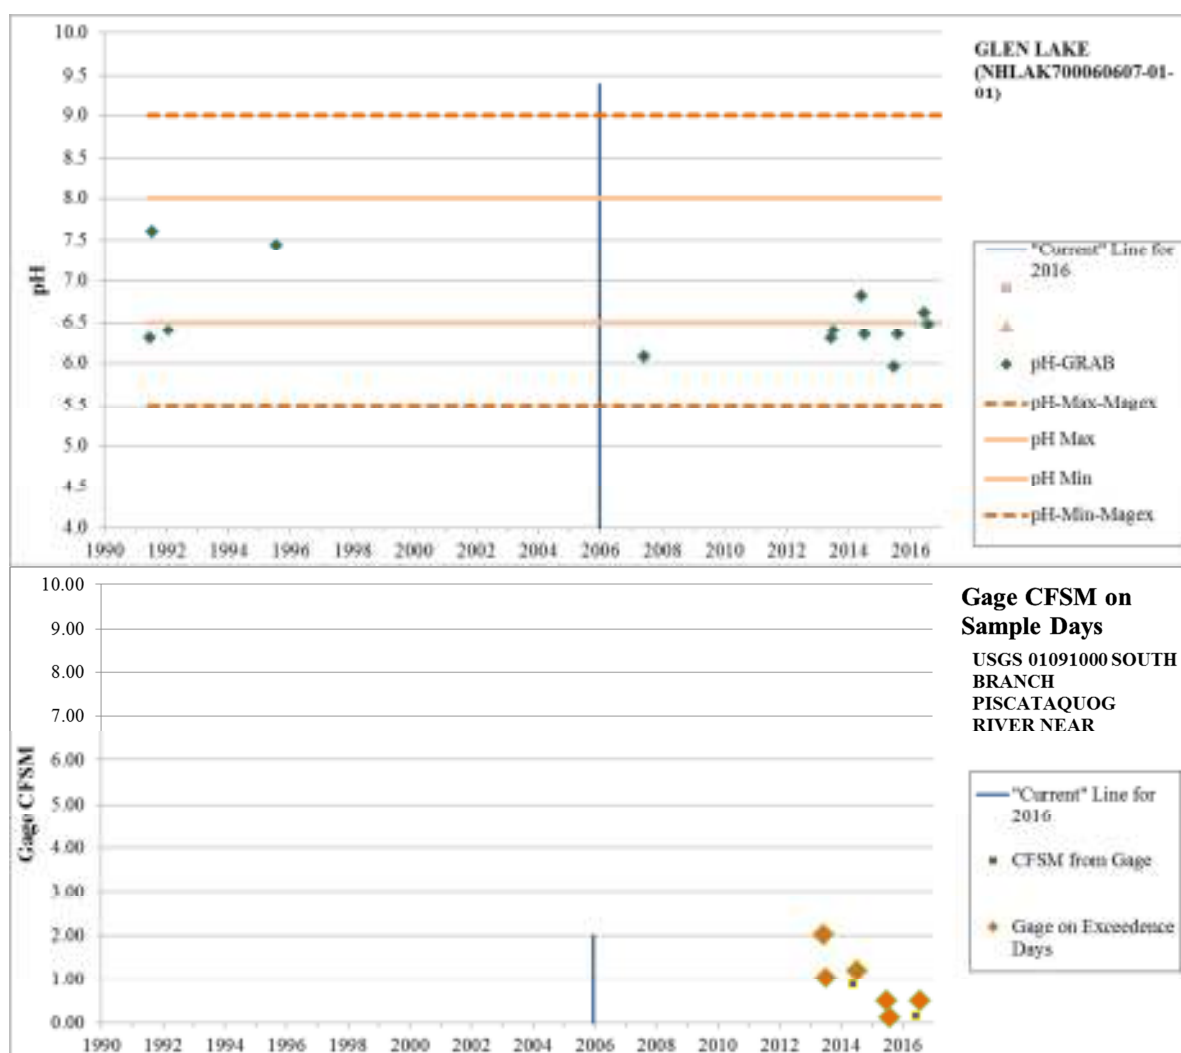 10.0
9.5
9.0
8.5
8.0
7.5
7.0
6.5
6.0
5.5
5.0
4.5
4.0
pH
1990 1992 1994 1996 1998 2000 2002 2004 2006 2008 2010 2012 2014 2016
GLEN LAKE
(NHLAK700060607-01-
01)
"Current" Line for
2016
pH-GRAB
pH-Max-Magex
pH Max
pH Min
pH-Min-Magex
10.00
9.00
8.00
7.00
6.00
5.00
4.00
3.00
2.00
1.00
0.00
Gage CFSM
1990 1992 1994 1996 1998 2000 2002 2004 2006 2008 2010 2012 2014 2016
Gage CFSM on
Sample Days
USGS 01091000 SOUTH
BRANCH
PISCATAQUOG
RIVER NEAR
"Current" Line for
2016
CFSM from Gage
Gage on Exceedence
Days